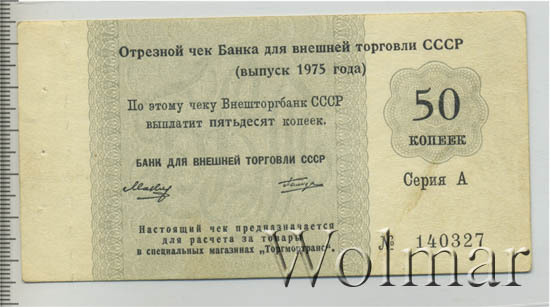 Отрезной чек Банка для внешней торговли СССР
(выпуск 1975 года)
По этому чеку Внешторгбанк СССР
выплатит пятьдесят копеек.
БАНК ДЛЯ ВНЕШНЕЙ ТОРГОВЛИ СССР
50
КОПЕЕК
Серия А
Настоящий чек предназначается
для расчета за товары
в специальных магазинах „Торгмортранс".
№ 140327
Wolmar